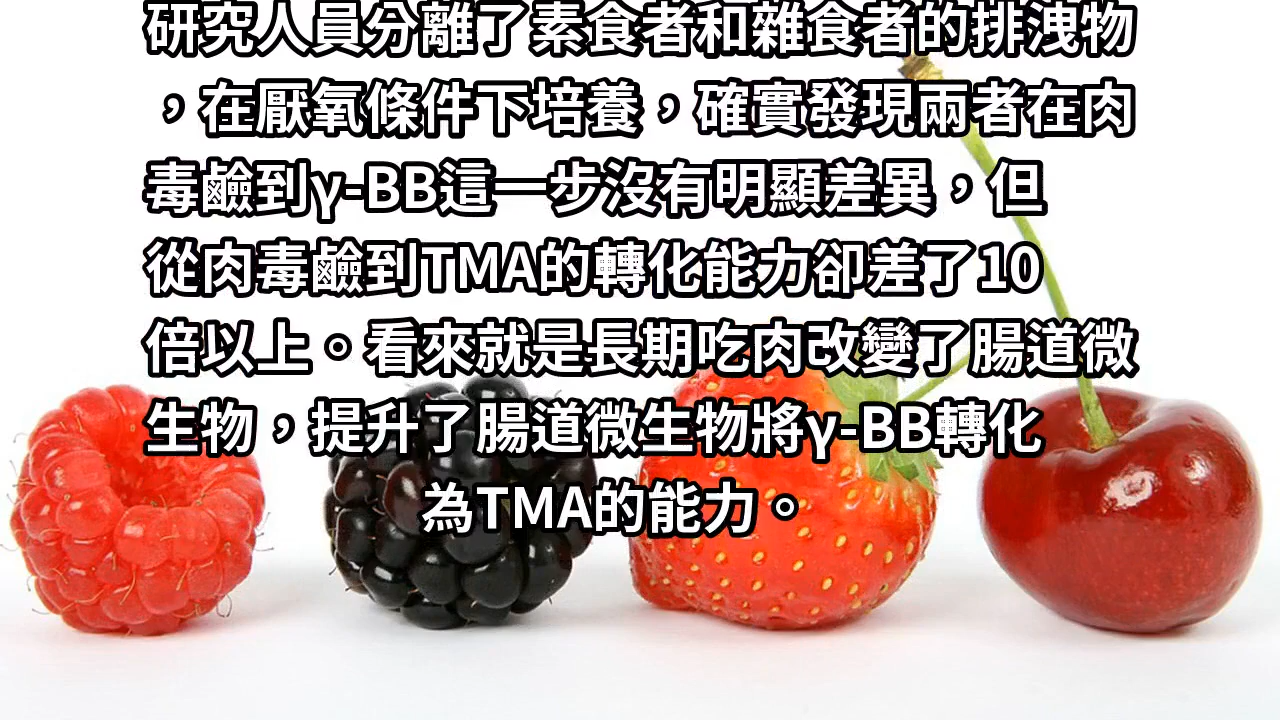 研究人員分離了素食者和雜食者的排洩物
，在厭氧條件下培養，確實發現兩者在肉
毒鹼到γ-BB這一步沒有明顯差異，但
從肉毒鹼到TMA的轉化能力卻差了10
倍以上。看來就是長期吃肉改變了腸道微
生物，提升了腸道微生物將γ-BB轉化
為TMA的能力。